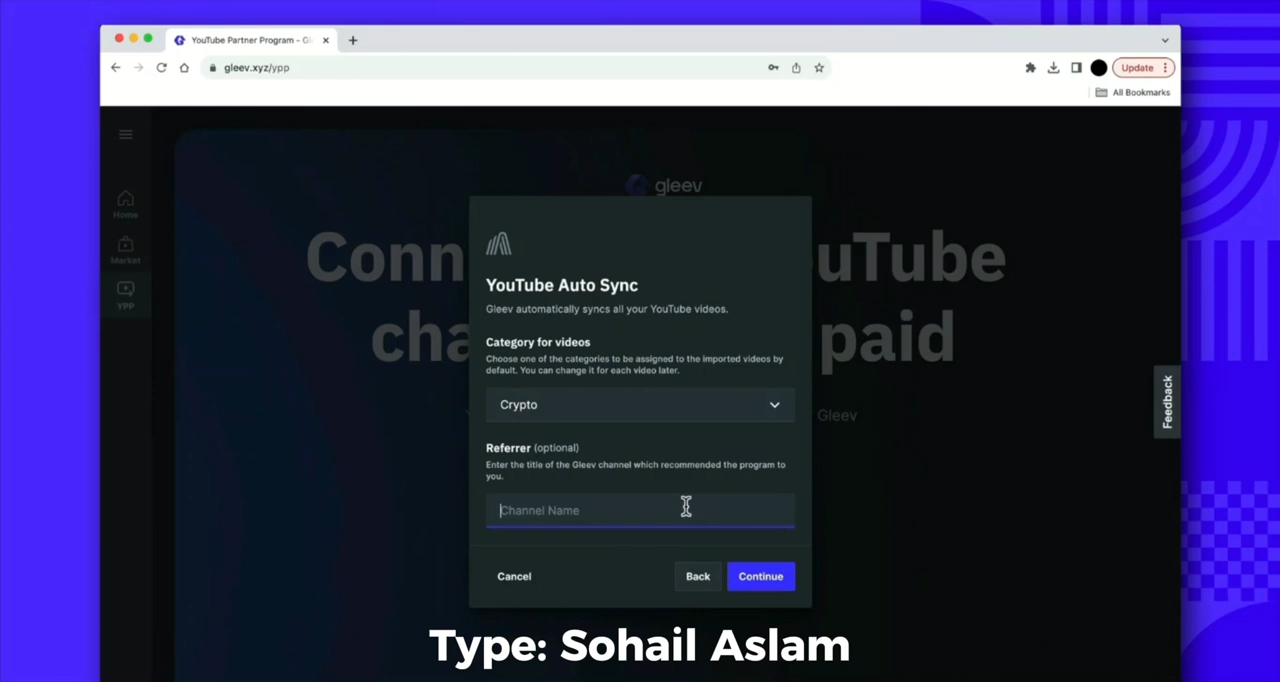 YouTube Partner Program - Gl
gleev.xyz/ypp
Update
All Bookmarks
Home
Market
YPP
gleev
Conn
uTube
cha
paid
Gleev
YouTube Auto Sync
Gleev automatically syncs all your YouTube videos.
Category for videos
Choose one of the categories to be assigned to the imported videos by
default. You can change it for each video later.
Crypto
Referrer (optional)
Enter the title of the Gleev channel which recommended the program to
you.
Channel Name
Cancel
Back
Continue
Feedback
Type: Sohail Aslam